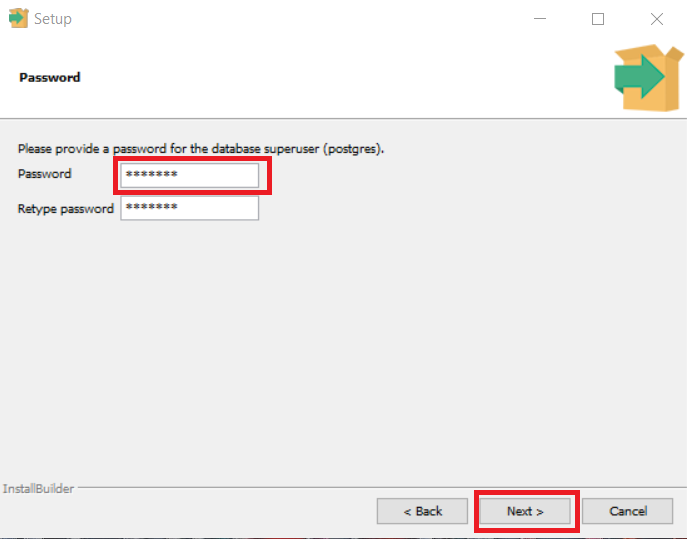 Setup
Password
Please provide a password for the database superuser (postgres).
Password *******
Retype password *******
InstallBuilder
< Back Next > Cancel